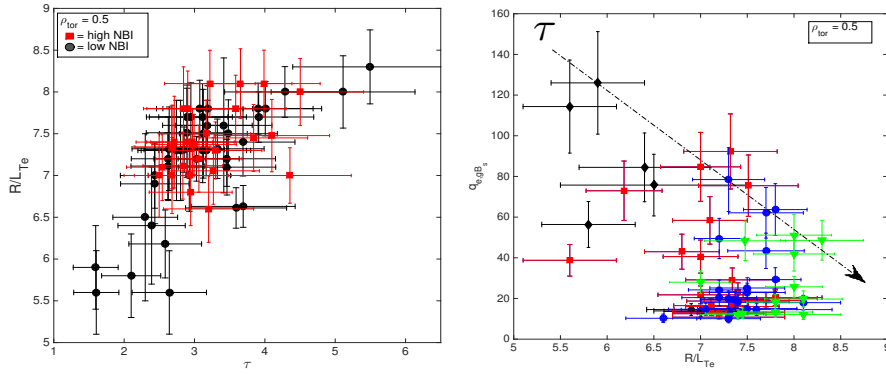 ρtor = 0.5
= high NBI
= low NBI
9
8.5
8
7.5
7
6.5
6
5.5
5
1 2 3 4 5 6
R/LTe
τ
τ
ρtor = 0.5
160
140
120
100
80
60
40
20
0
5 5.5 6 6.5 7 7.5 8 8.5 9
qe,gBs
R/LTe